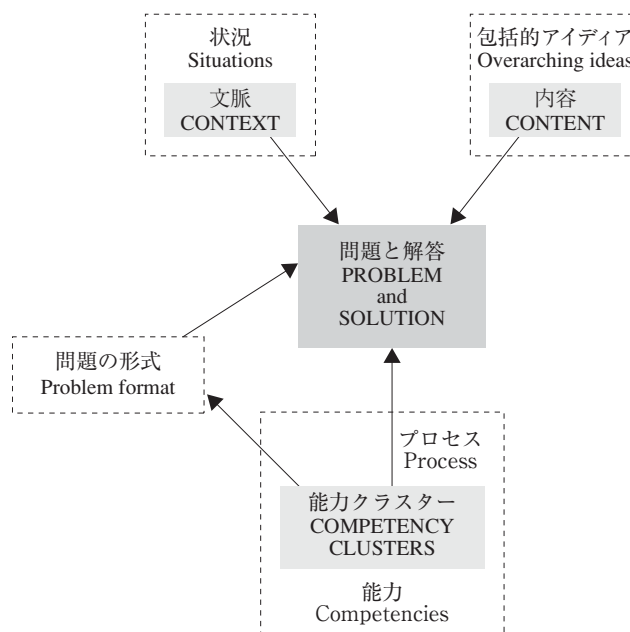 状況
Situations
文脈
CONTEXT
包括的アイディア
Overarching ideas
内容
CONTENT
問題と解答
PROBLEM
and
SOLUTION
問題の形式
Problem format
プロセス
Process
能力クラスター
COMPETENCY
CLUSTERS
能力
Competencies